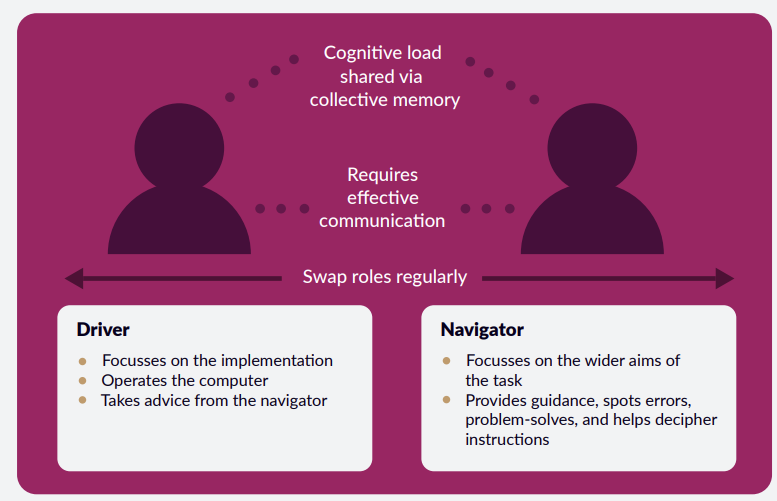 Cognitive load
shared via
collective memory
Requires
effective
communication
Swap roles regularly
Driver
Focusses on the implementation
Operates the computer
Takes advice from the navigator
Navigator
Focusses on the wider aims of
the task
Provides guidance, spots errors,
problem-solves, and helps decipher
instructions